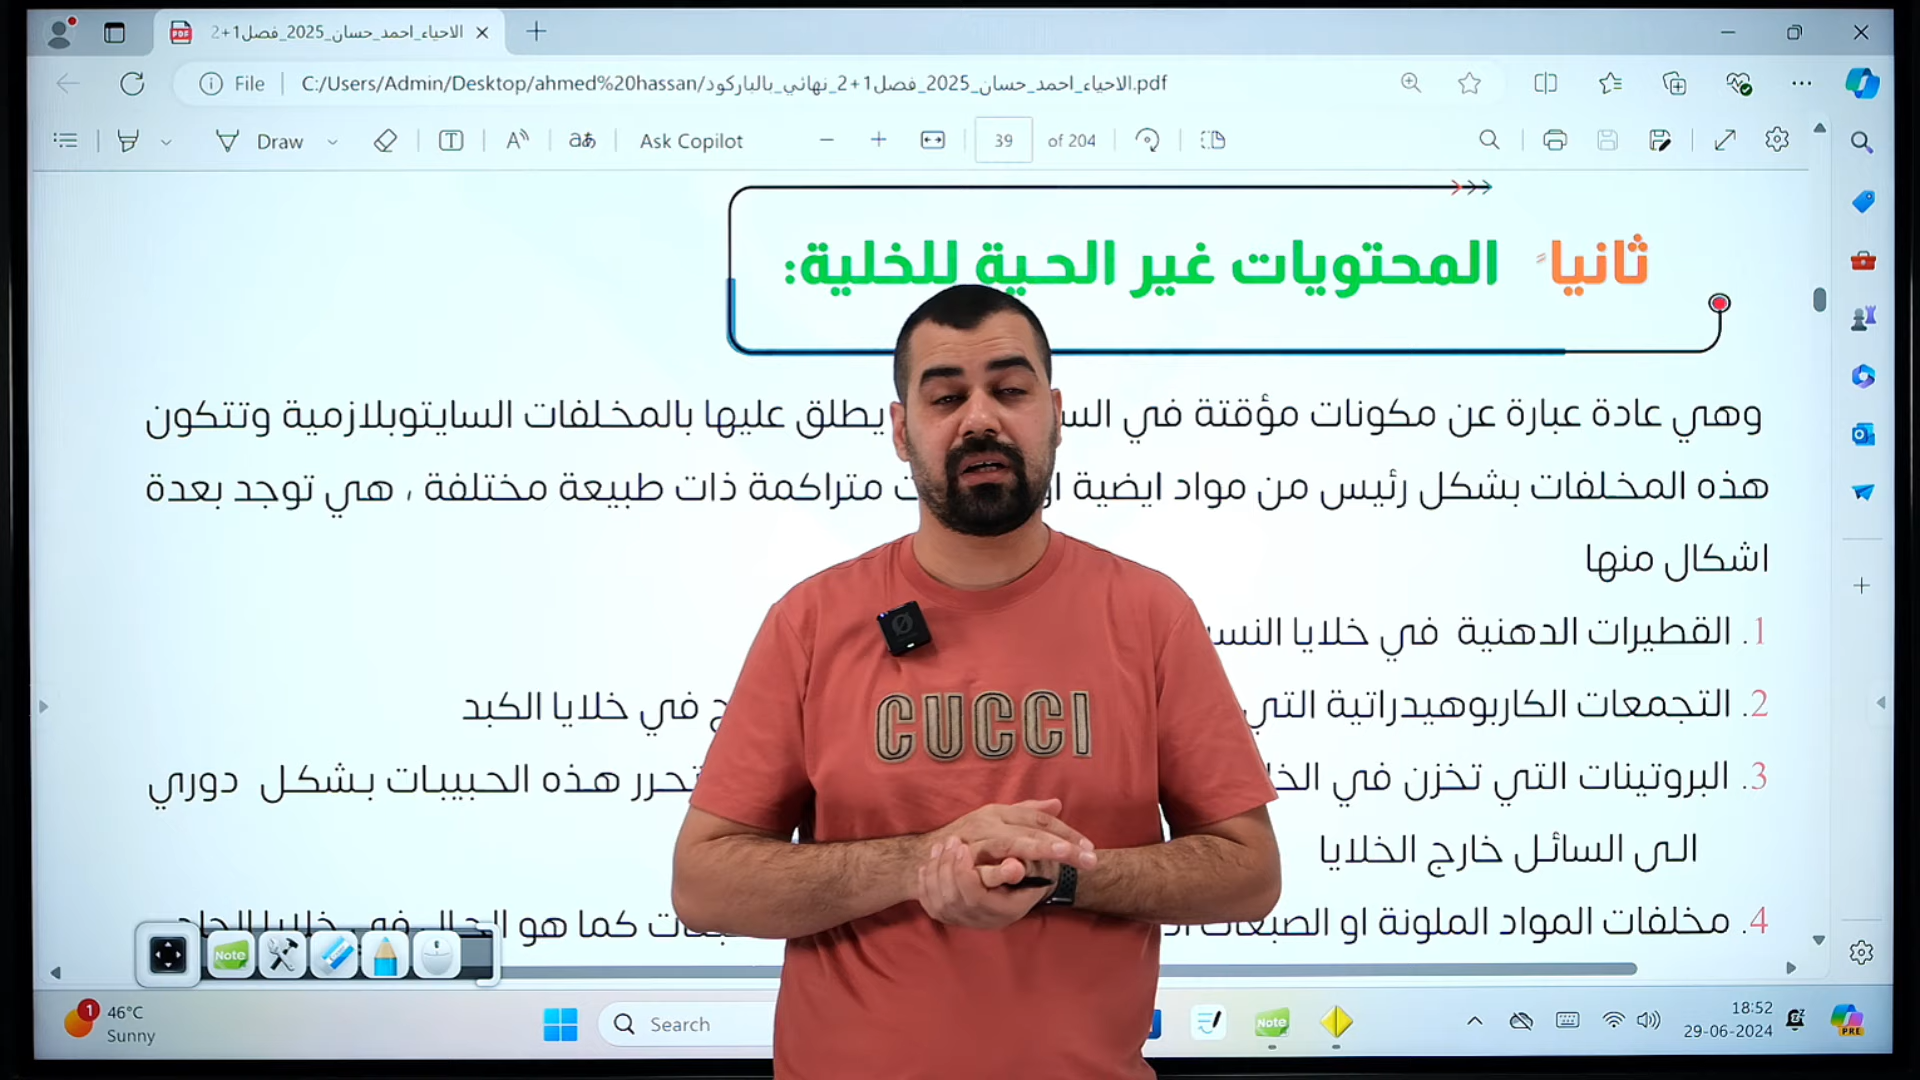 الاحياء_احمد_حسان_2025_فصل1+2
File
C:/Users/Admin/Desktop/ahmed%20hassan/الاحياء_احمد_حسان_2025_فصل1+2_نهائي_بالباركود.pdf
Draw
aあ
Ask Copilot
39 of 204
ثانياً المحتويات غير الحية للخلية:
وهي عادة عبارة عن مكونات مؤقتة في يطلق عليها بالمخلفات السايتوبلازمية وتتكون
هذه المخلفات بشكل رئيس من مواد ايضية متراكمة ذات طبيعة مختلفة ، هي توجد بعدة
اشكال منها
1. القطيرات الدهنية في خلايا
2. التجمعات الكاربوهيدراتية التي في خلايا الكبد
3. البروتينات التي تخزن في هذه الحبيبات بشكل دوري
الى السائل خارج الخلايا
4. مخلفات المواد الملونة او كما هو الحال في خلايا الجلد
CUCCI
Note
1
46°C
Sunny
Search
Note
18:52
29-06-2024
PRE